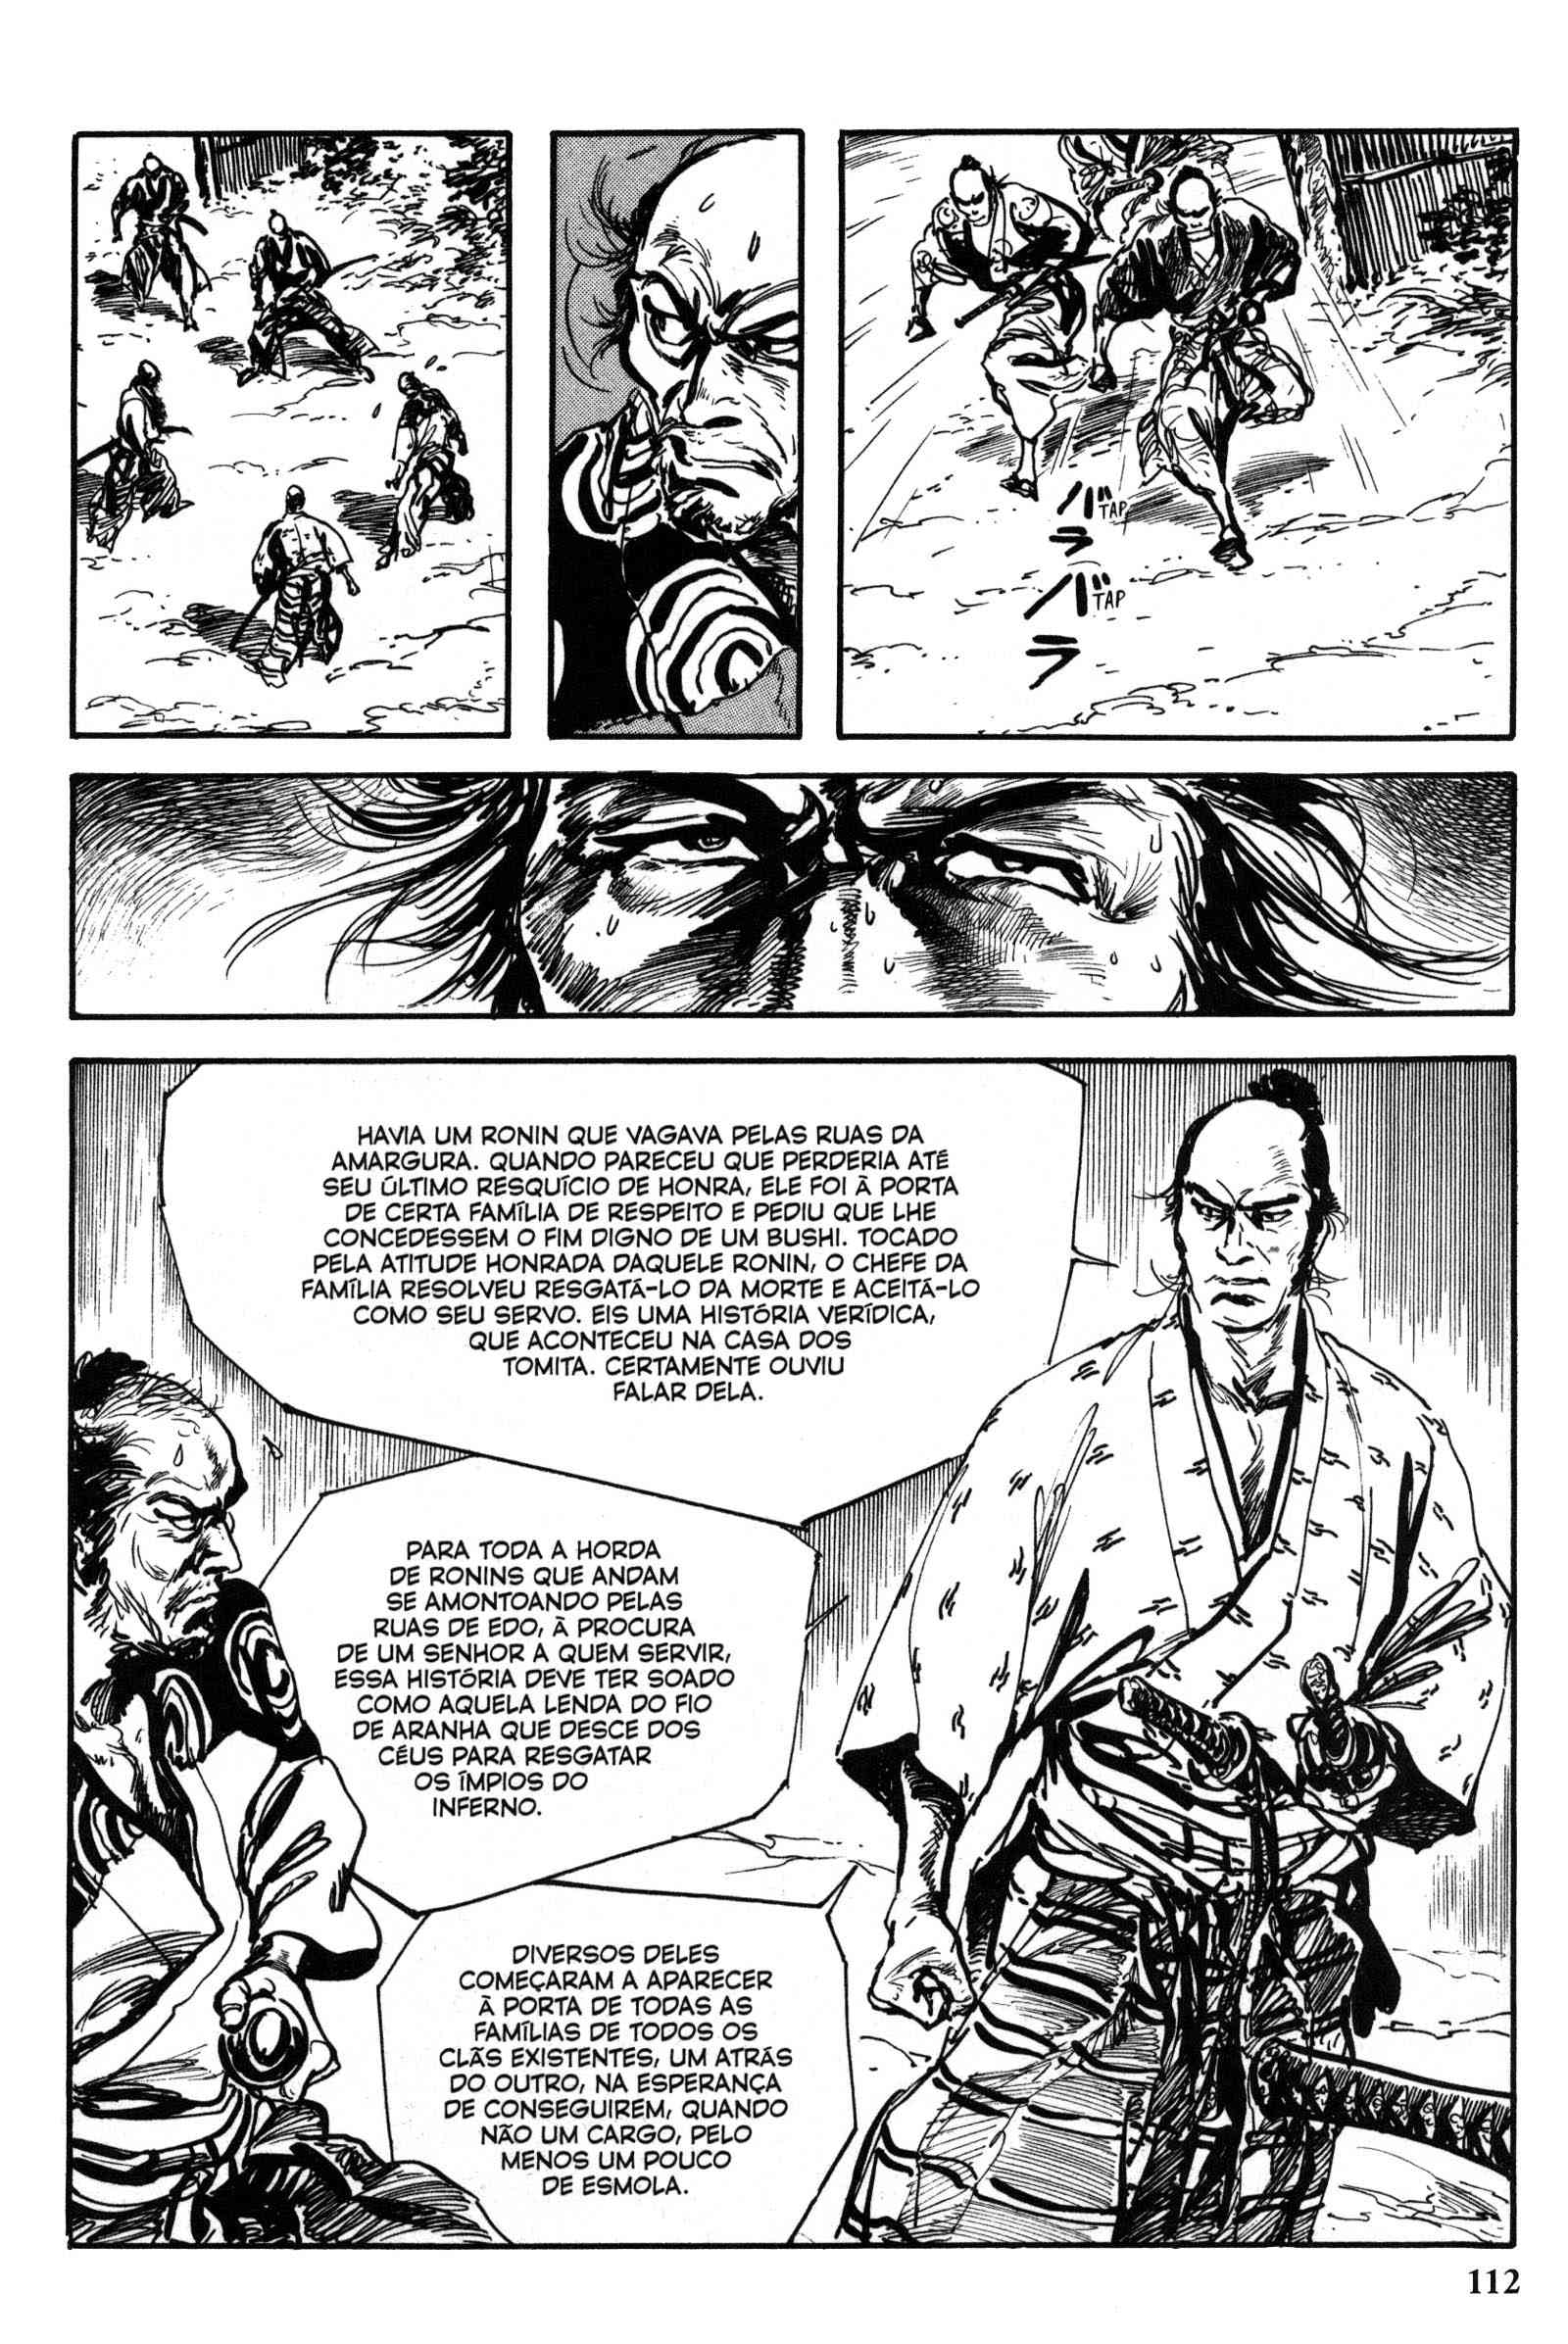 バ
TAP
ラ
バ
TAP
ラ
HAVIA UM RONIN QUE VAGAVA PELAS RUAS DA
AMARGURA. QUANDO PARECEU QUE PERDERIA ATÉ
SEU ÚLTIMO RESQUÍCIO DE HONRA, ELE FOI À PORTA
DE CERTA FAMÍLIA DE RESPEITO E PEDIU QUE LHE
CONCEDESSEM O FIM DIGNO DE UM BUSHI. TOCADO
PELA ATITUDE HONRADA DAQUELE RONIN, O CHEFE DA
FAMÍLIA RESOLVEU RESGATÁ-LO DA MORTE E ACEITÁ-LO
COMO SEU SERVO. EIS UMA HISTÓRIA VERÍDICA,
QUE ACONTECEU NA CASA DOS
TOMITA. CERTAMENTE OUVIU
FALAR DELA.
PARA TODA A HORDA
DE RONINS QUE ANDAM
SE AMONTOANDO PELAS
RUAS DE EDO, À PROCURA
DE UM SENHOR A QUEM SERVIR,
ESSA HISTÓRIA DEVE TER SOADO
COMO AQUELA LENDA DO FIO
DE ARANHA QUE DESCE DOS
CÉUS PARA RESGATAR
OS ÍMPIOS DO
INFERNO.
DIVERSOS DELES
COMEÇARAM A APARECER
À PORTA DE TODAS AS
FAMÍLIAS DE TODOS OS
CLÃS EXISTENTES, UM ATRÁS
DO OUTRO, NA ESPERANÇA
DE CONSEGUIREM, QUANDO
NÃO UM CARGO, PELO
MENOS UM POUCO
DE ESMOLA.
112